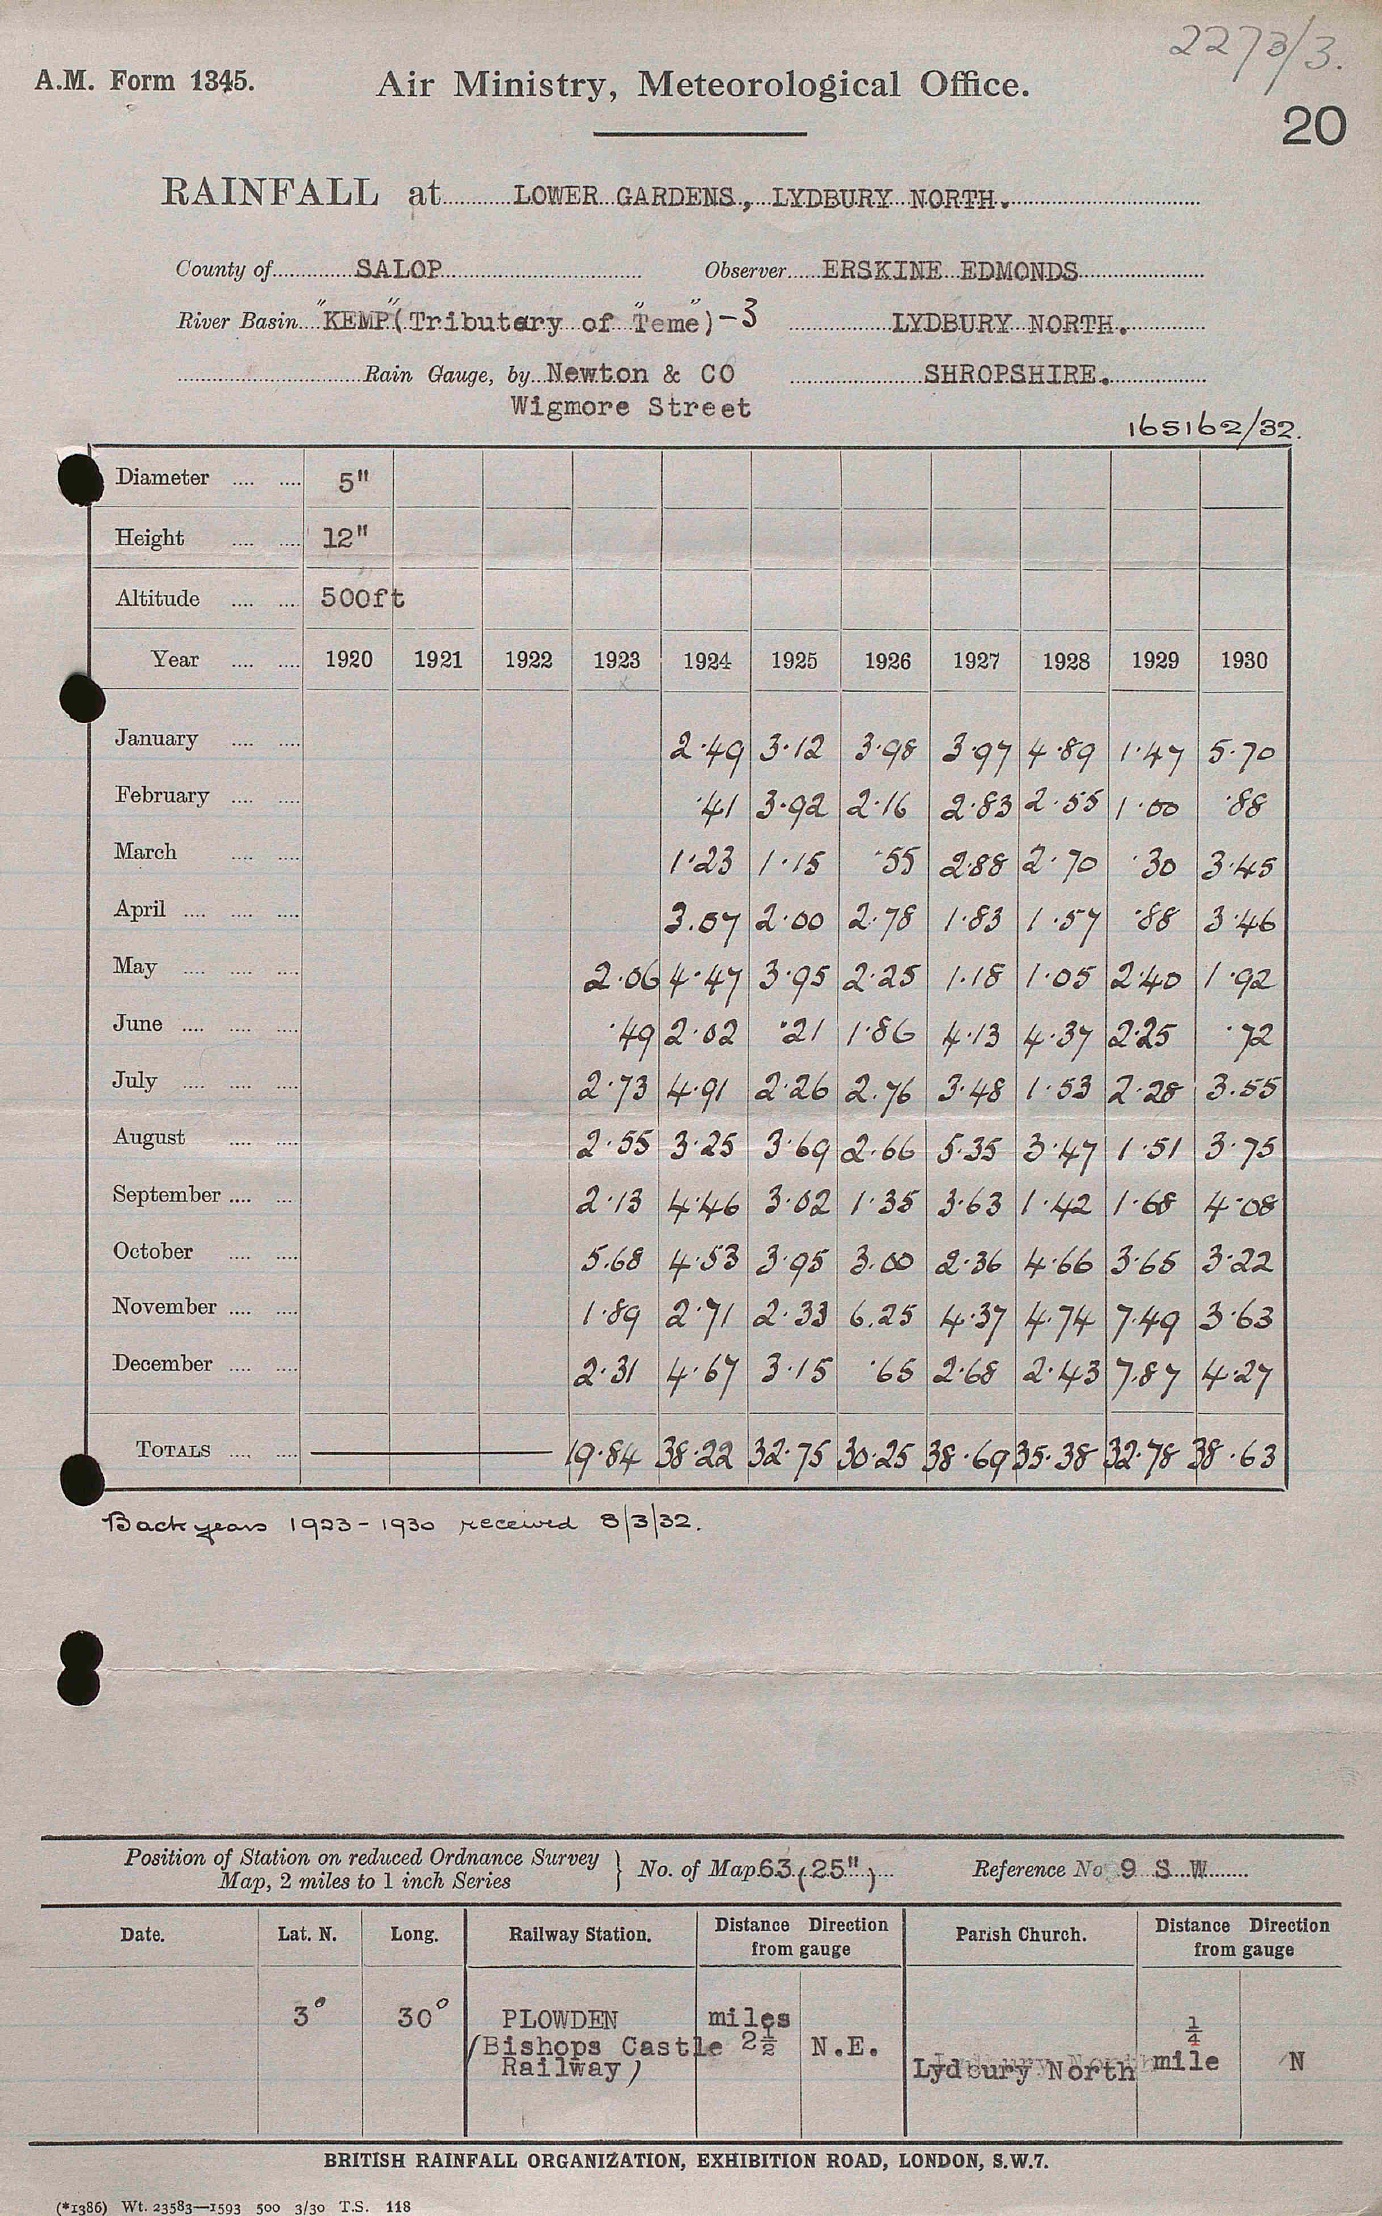 2273/3.
A.M. Form 1345. Air Ministry, Meteorological Office.
20
RAINFALL at LOWER GARDENS, LYDBURY NORTH.
County of SALOP Observer ERSKINE EDMONDS
River Basin "KEMP"(Tributary of "Teme")-3 LYDBURY NORTH.
Rain Gauge, by Newton & CO SHROPSHIRE.
Wigmore Street
165162/32.
Diameter .... .... 5"
Height .... .... 12"
Altitude .... .... 500ft
Year .... .... 1920 1921 1922 1923 1924 1925 1926 1927 1928 1929 1930
x
January .... .... 2.49 3.12 3.98 3.97 4.89 1.47 5.70
February .... .... .41 3.92 2.16 2.83 2.55 1.00 .88
March .... .... 1.23 1.15 .55 2.88 2.70 .30 3.45
April .... .... .... 3.07 2.00 2.78 1.83 1.57 .88 3.46
May .... .... .... 2.06 4.47 3.95 2.25 1.18 1.05 2.40 1.92
June .... .... .... .49 2.02 .21 1.86 4.13 4.37 2.25 .72
July .... .... .... 2.73 4.91 2.26 2.76 3.48 1.53 2.28 3.55
August .... .... 2.55 3.25 3.69 2.66 5.35 3.47 1.51 3.75
September .... .... 2.13 4.46 3.02 1.35 3.63 1.42 1.68 4.08
October .... .... 5.68 4.53 3.95 3.00 2.36 4.66 3.65 3.22
November .... .... 1.89 2.71 2.33 6.25 4.37 4.74 7.49 3.63
December .... .... 2.31 4.67 3.15 .65 2.68 2.43 7.87 4.27
TOTALS .... .... 19.84 38.22 32.75 30.25 38.69 35.38 32.78 38.63
Back years 1923-1930 received 8/3/32.
Position of Station on reduced Ordnance Survey
Map, 2 miles to 1 inch Series } No. of Map 63 (25") Reference No 9 S W
Date. Lat. N. Long. Railway Station. Distance Direction from gauge Parish Church. Distance Direction from gauge
3° 30° PLOWDEN miles 1/4
(Bishops Castle 2½ N.E. Lydbury North mile N
Railway)
BRITISH RAINFALL ORGANIZATION, EXHIBITION ROAD, LONDON, S.W.7.
(*1386) Wt. 23583—1593 500 3/30 T.S. 118